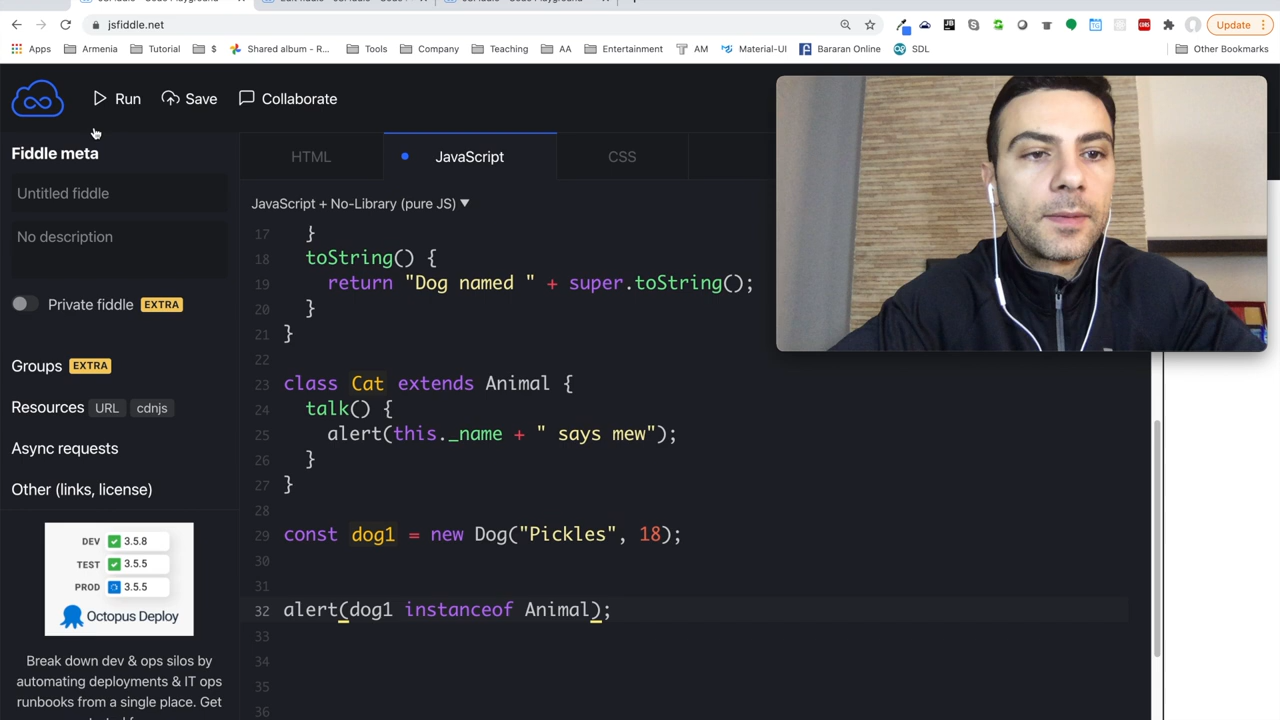 jsfiddle.net
Update
Apps Armenia Tutorial $ Shared album - R... Tools Company Teaching AA Entertainment AM Material-UI Bararan Online SDL Other Bookmarks
Run Save Collaborate
Fiddle meta
Untitled fiddle
No description
Private fiddle EXTRA
Groups EXTRA
Resources URL cdnjs
Async requests
Other (links, license)
DEV 3.5.8
TEST 3.5.5
PROD 3.5.5
Octopus Deploy
Break down dev & ops silos by
automating deployments & IT ops
runbooks from a single place. Get
HTML JavaScript CSS
JavaScript + No-Library (pure JS) ▼
17 }
18 toString() {
19 return "Dog named " + super.toString();
20 }
21 }
22
23 class Cat extends Animal {
24 talk() {
25 alert(this._name + " says mew");
26 }
27 }
28
29 const dog1 = new Dog("Pickles", 18);
30
31
32 alert(dog1 instanceof Animal);
33
34
35
36